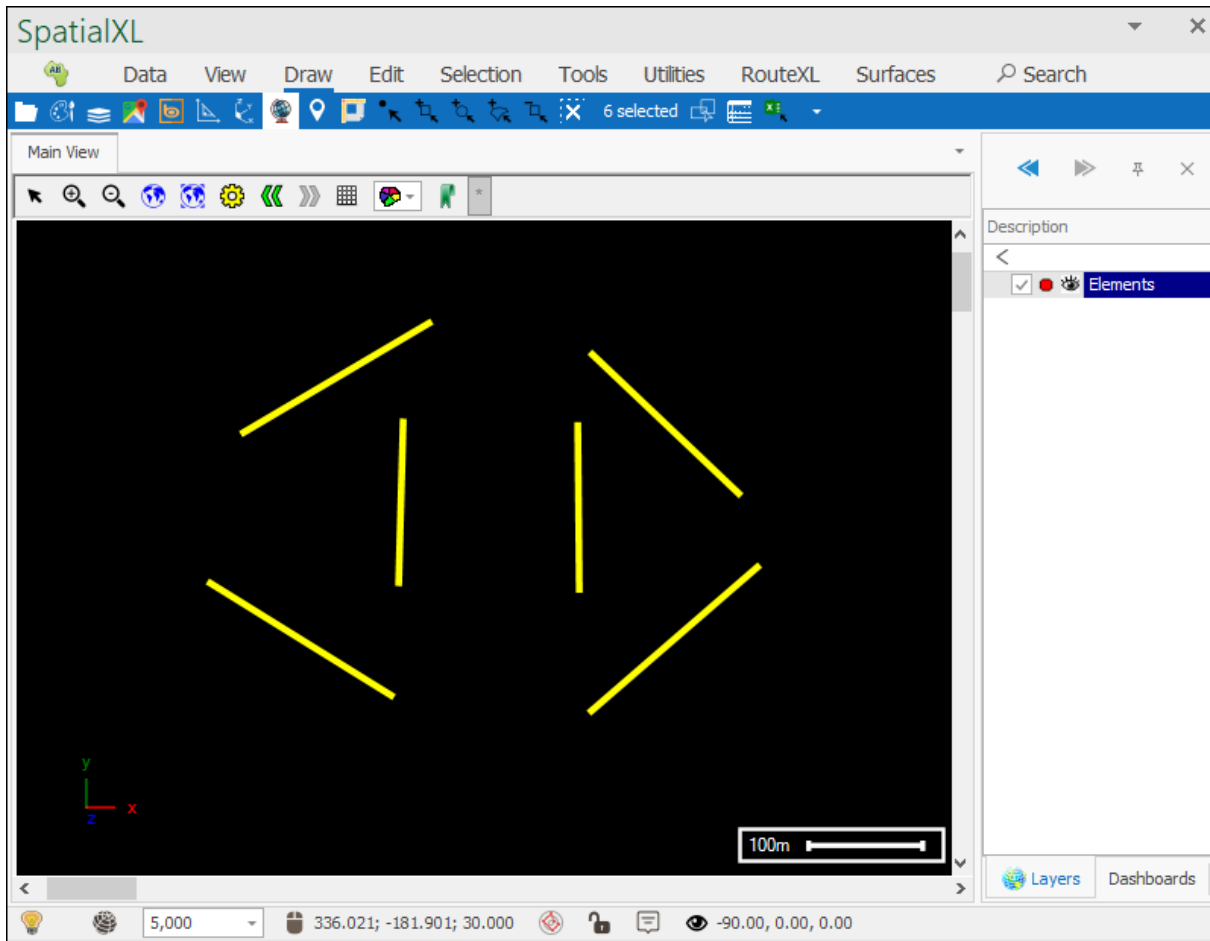 SpatialXL
AB Data View Draw Edit Selection Tools Utilities RouteXL Surfaces Search
6 selected
Main View
*
Description
<
Elements
y
x
z
100m
Layers Dashboards
5,000 336.021; -181.901; 30.000 -90.00, 0.00, 0.00